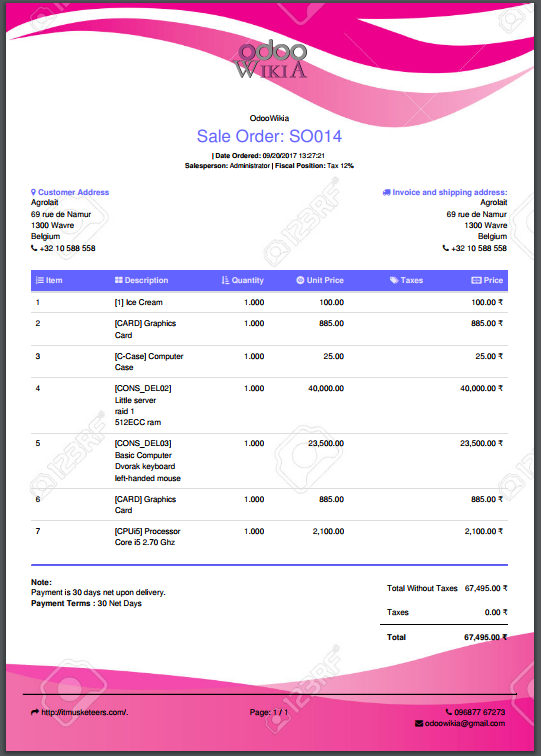 odoo
WIKIA
OdooWikia
Sale Order: SO014
| Date Ordered: 09/20/2017 13:27:21
Salesperson: Administrator | Fiscal Position: Tax 12%
Customer Address
Invoice and shipping address:
Agrolait
Agrolait
69 rue de Namur
69 rue de Namur
1300 Wavre
1300 Wavre
Belgium
Belgium
+32 10 588 558
+32 10 588 558
Item Description Quantity Unit Price Taxes Price
1 [1] Ice Cream 1.000 100.00 100.00 ₹
2 [CARD] Graphics 1.000 885.00 885.00 ₹
Card
3 [C-Case] Computer 1.000 25.00 25.00 ₹
Case
4 [CONS_DEL02] 1.000 40,000.00 40,000.00 ₹
Little server
raid 1
512ECC ram
5 [CONS_DEL03] 1.000 23,500.00 23,500.00 ₹
Basic Computer
Dvorak keyboard
left-handed mouse
6 [CARD] Graphics 1.000 885.00 885.00 ₹
Card
7 [CPUi5] Processor 1.000 2,100.00 2,100.00 ₹
Core i5 2.70 Ghz
Note:
Payment is 30 days net upon delivery.
Payment Terms : 30 Net Days
Total Without Taxes 67,495.00 ₹
Taxes 0.00 ₹
Total 67,495.00 ₹
http://itmusketeers.com/.
Page: 1 / 1
096877 67273
odoowikia@gmail.com
123RF
123RF
123RF
123RF
123RF